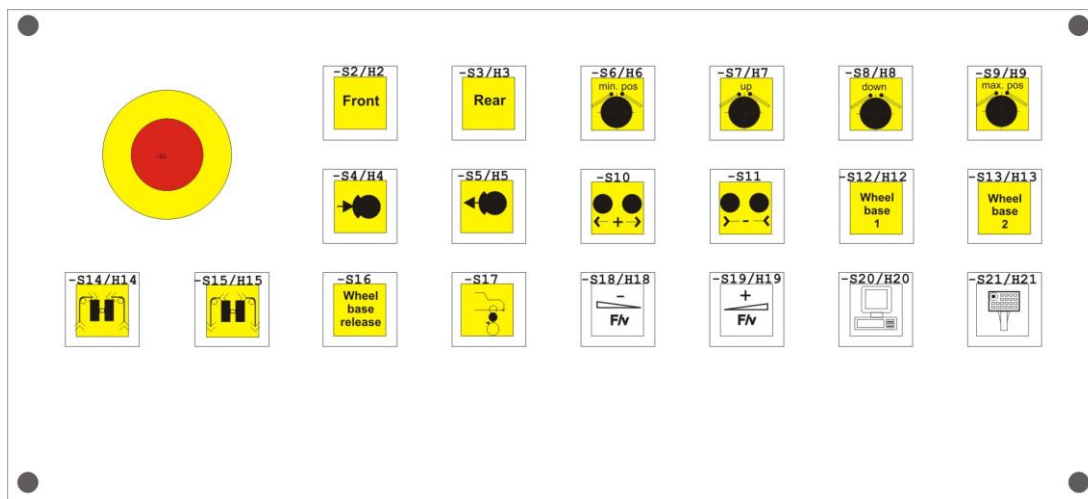 -S2/H2
Front
-S3/H3
Rear
-S6/H6
min. pos
-S7/H7
up
-S8/H8
down
-S9/H9
max. pos
-S1
-S4/H4
-S5/H5
-S10
+
-S11
-
-S12/H12
Wheel
base
1
-S13/H13
Wheel
base
2
-S14/H14
-S15/H15
-S16
Wheel
base
release
-S17
-S18/H18
-
F/v
-S19/H19
+
F/v
-S20/H20
-S21/H21